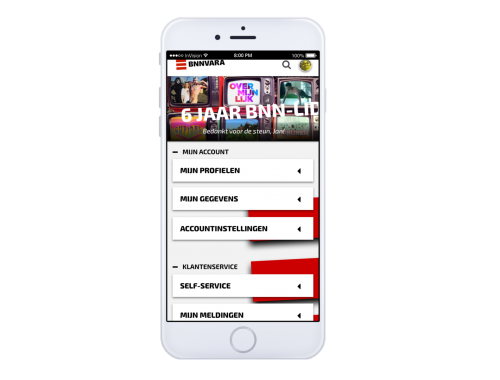 InVision 8:00 PM 100%
BNNVARA
OVER
MIJN
LIJK
6 JAAR BNN-LID
Bedankt voor de steun, Jan!
MIJN ACCOUNT
MIJN PROFIELEN
MIJN GEGEVENS
ACCOUNTINSTELLINGEN
KLANTENSERVICE
SELF-SERVICE
MIJN MELDINGEN